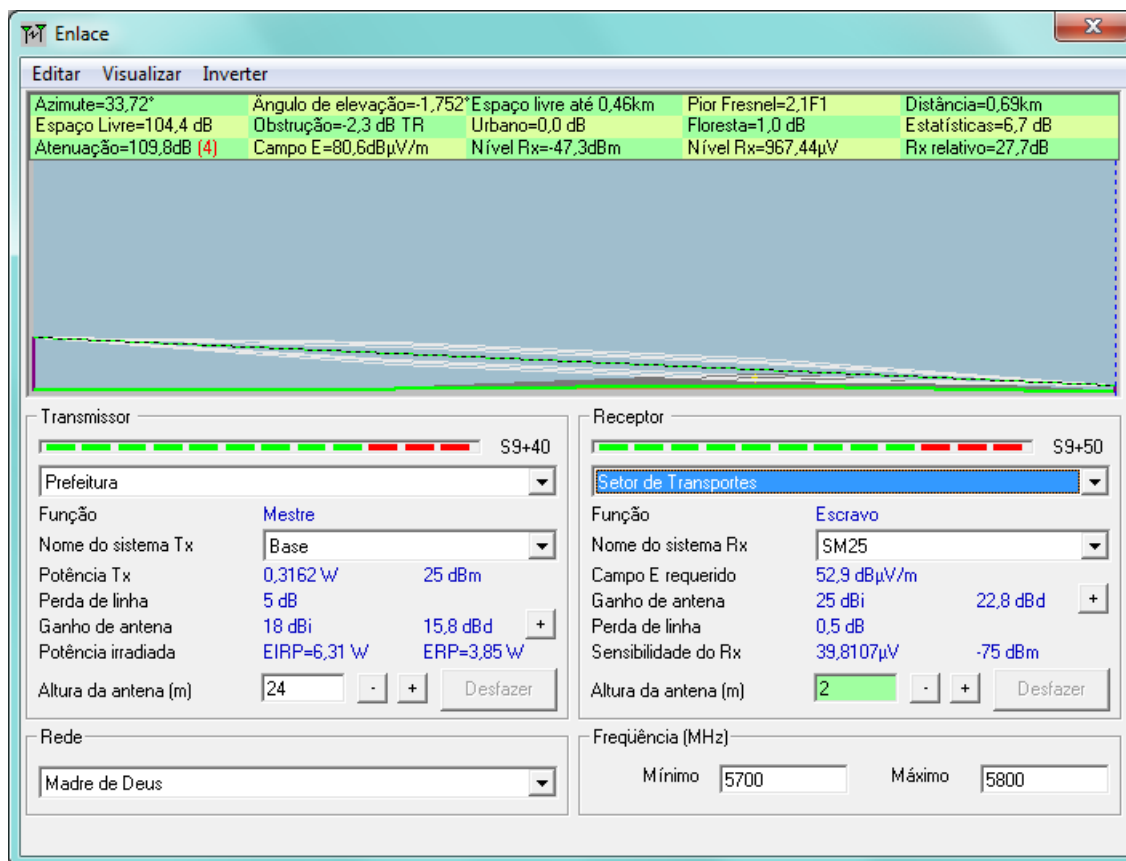 Enlace
Editar Visualizar Inverter
Azimute=33,72° Ângulo de elevação=-1,752° Espaço livre até 0,46km Pior Fresnel=2,1F1 Distância=0,69km
Espaço Livre=104,4 dB Obstrução=-2,3 dB TR Urbano=0,0 dB Floresta=1,0 dB Estatísticas=6,7 dB
Atenuação=109,8dB (4) Campo E=80,6dBµV/m Nível Rx=-47,3dBm Nível Rx=967,44µV Rx relativo=27,7dB
Transmissor
S9+40
Prefeitura
Função Mestre
Nome do sistema Tx Base
Potência Tx 0,3162 W 25 dBm
Perda de linha 5 dB
Ganho de antena 18 dBi 15,8 dBd +
Potência irradiada EIRP=6,31 W ERP=3,85 W
Altura da antena (m) 24 - + Desfazer
Rede
Madre de Deus
Receptor
S9+50
Setor de Transportes
Função Escravo
Nome do sistema Rx SM25
Campo E requerido 52,9 dBµV/m
Ganho de antena 25 dBi 22,8 dBd +
Perda de linha 0,5 dB
Sensibilidade do Rx 39,8107µV -75 dBm
Altura da antena (m) 2 - + Desfazer
Freqüência (MHz)
Mínimo 5700 Máximo 5800